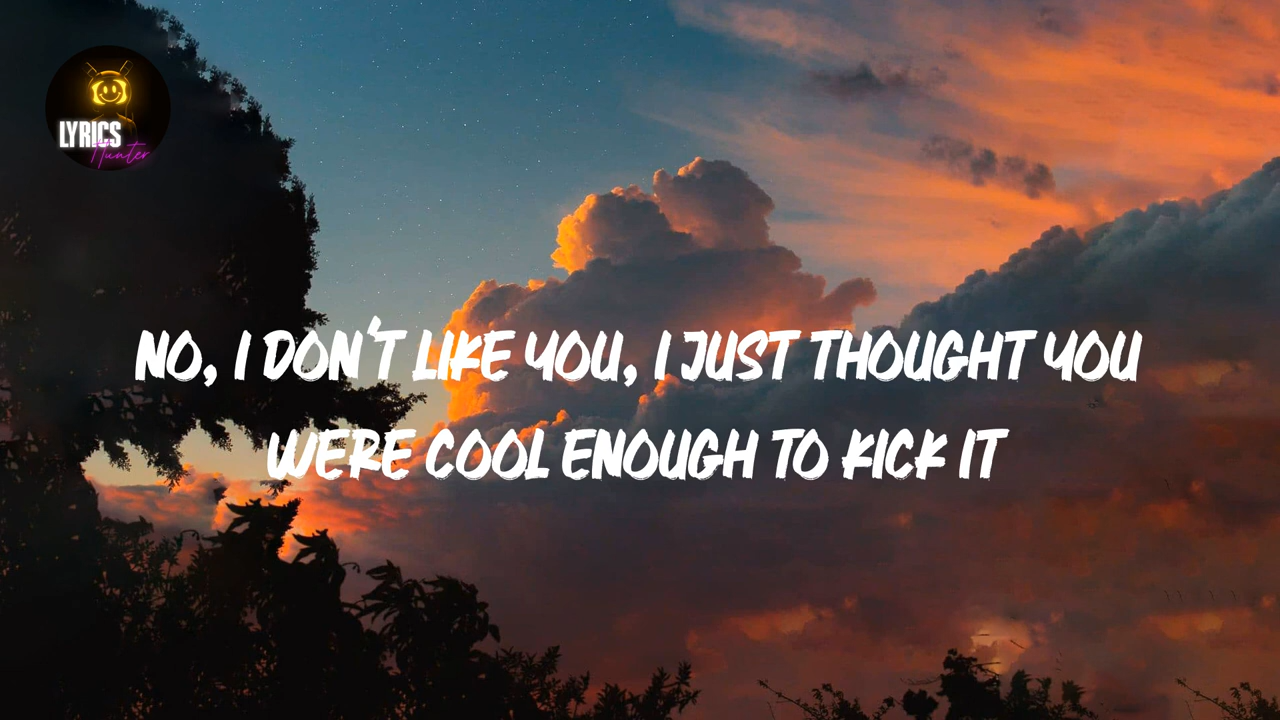 LYRICS
Hunter
NO, I DON'T LIKE YOU, I JUST THOUGHT YOU
WERE COOL ENOUGH TO KICK IT